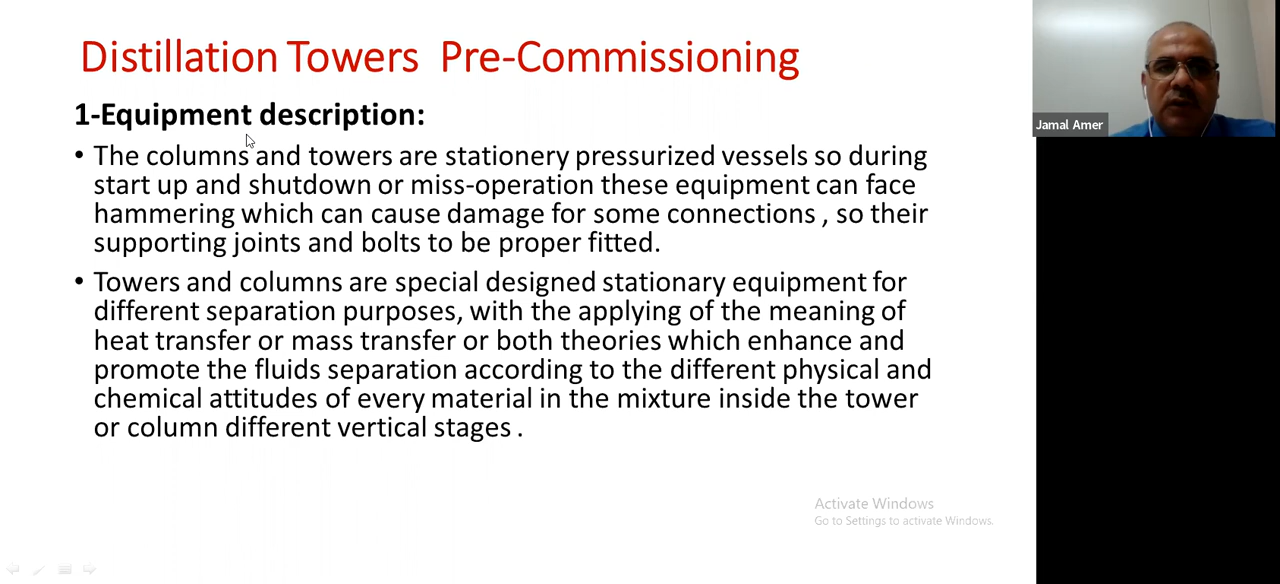 Distillation Towers Pre-Commissioning
1-Equipment description:
• The columns and towers are stationery pressurized vessels so during
start up and shutdown or miss-operation these equipment can face
hammering which can cause damage for some connections , so their
supporting joints and bolts to be proper fitted.
• Towers and columns are special designed stationary equipment for
different separation purposes, with the applying of the meaning of
heat transfer or mass transfer or both theories which enhance and
promote the fluids separation according to the different physical and
chemical attitudes of every material in the mixture inside the tower
or column different vertical stages .
Activate Windows
Go to Settings to activate Windows.
Jamal Amer